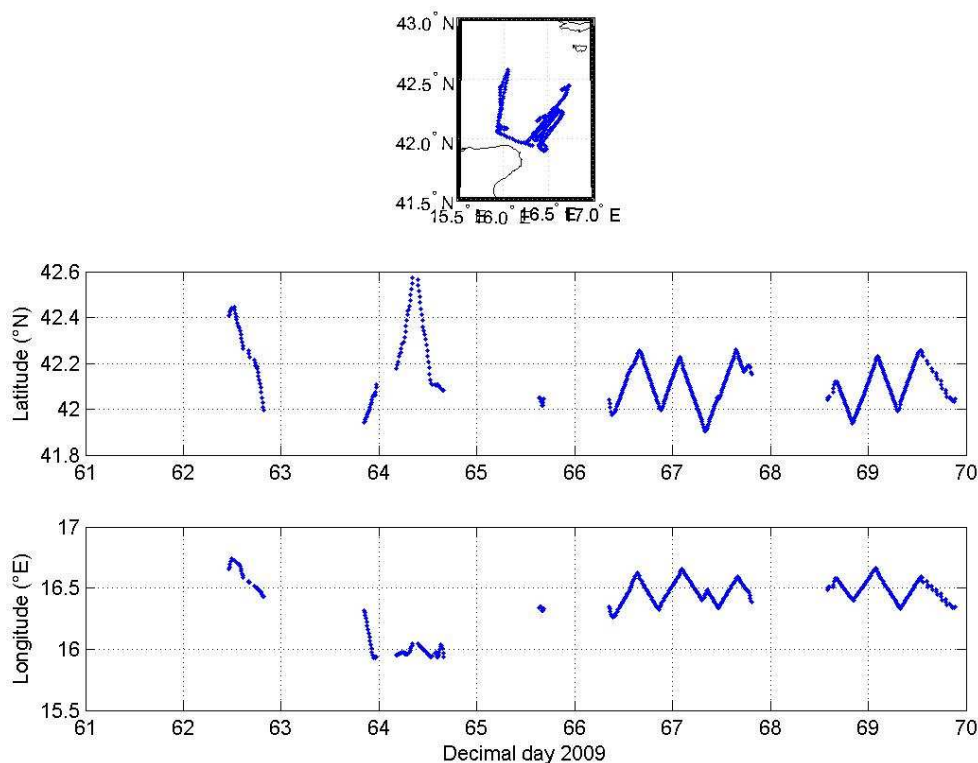 43.0° N
42.5° N
42.0° N
41.5° N
15.5° E 16.0° E 16.5° E 17.0° E
42.6
42.4
42.2
42
41.8
Latitude (°N)
61 62 63 64 65 66 67 68 69 70
17
16.5
16
15.5
Longitude (°E)
61 62 63 64 65 66 67 68 69 70
Decimal day 2009